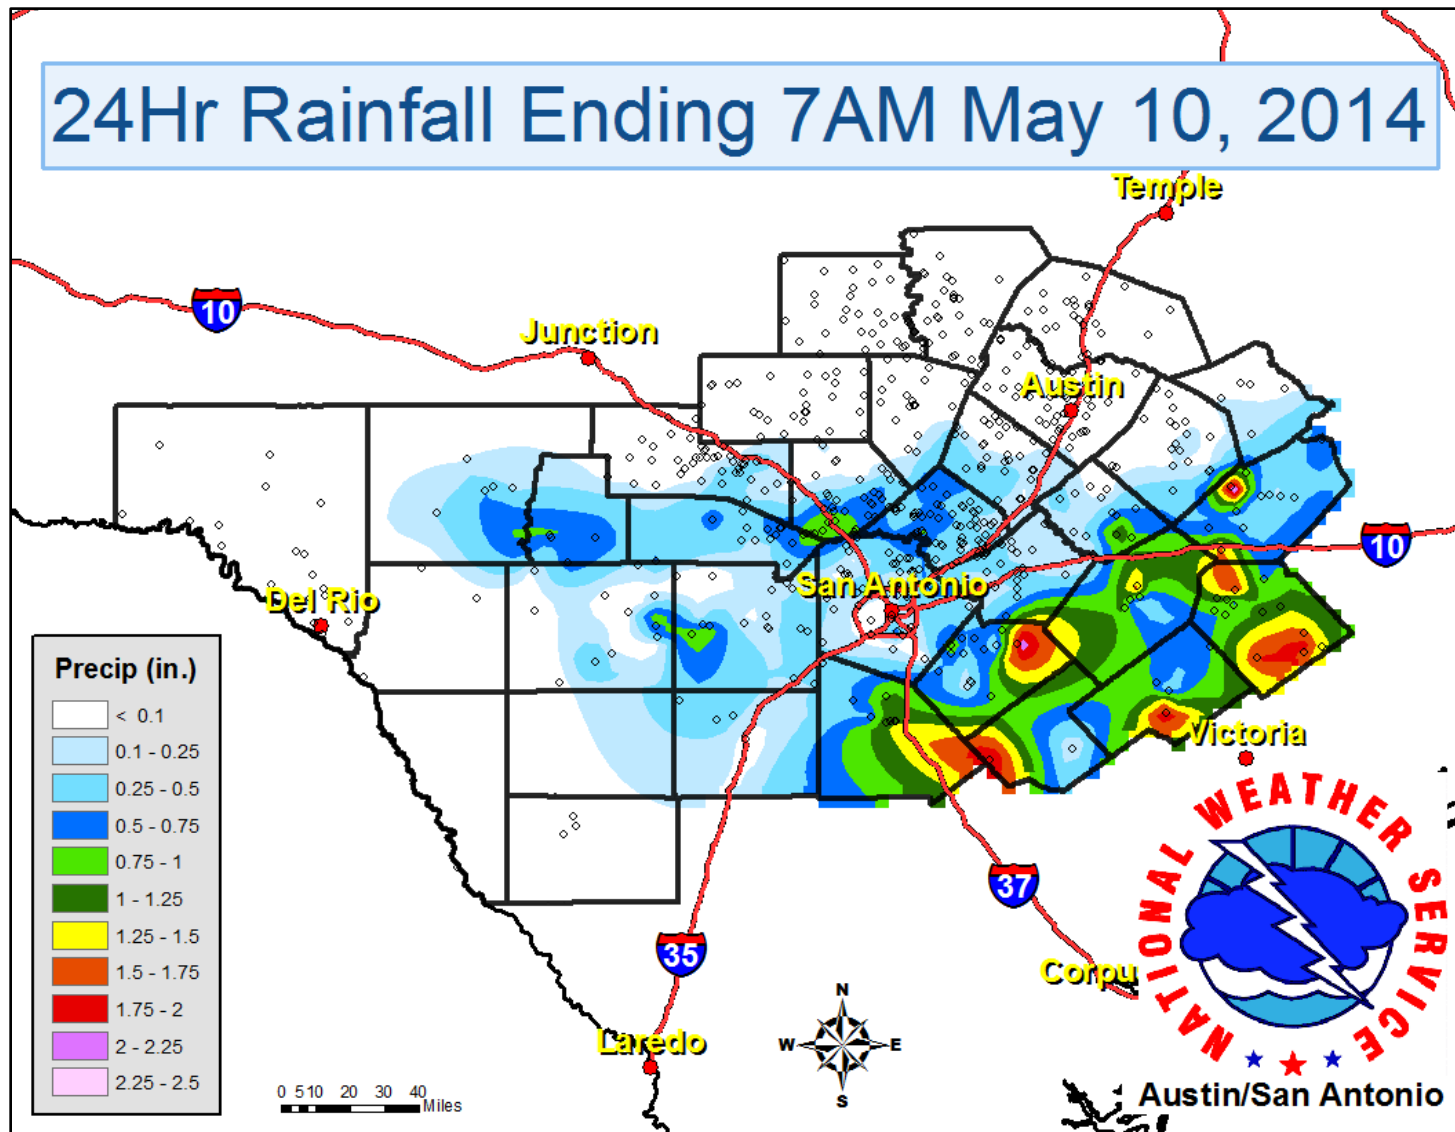 24Hr Rainfall Ending 7AM May 10, 2014
Temple
10
Junction
Austin
10
San Antonio
Del Rio
Victoria
Precip (in.)
< 0.1
0.1 - 0.25
0.25 - 0.5
0.5 - 0.75
0.75 - 1
1 - 1.25
1.25 - 1.5
1.5 - 1.75
1.75 - 2
2 - 2.25
2.25 - 2.5
37
35
Corpu
Laredo
N
W E
S
0 5 10 20 30 40
Miles
NATIONAL WEATHER SERVICE
Austin/San Antonio